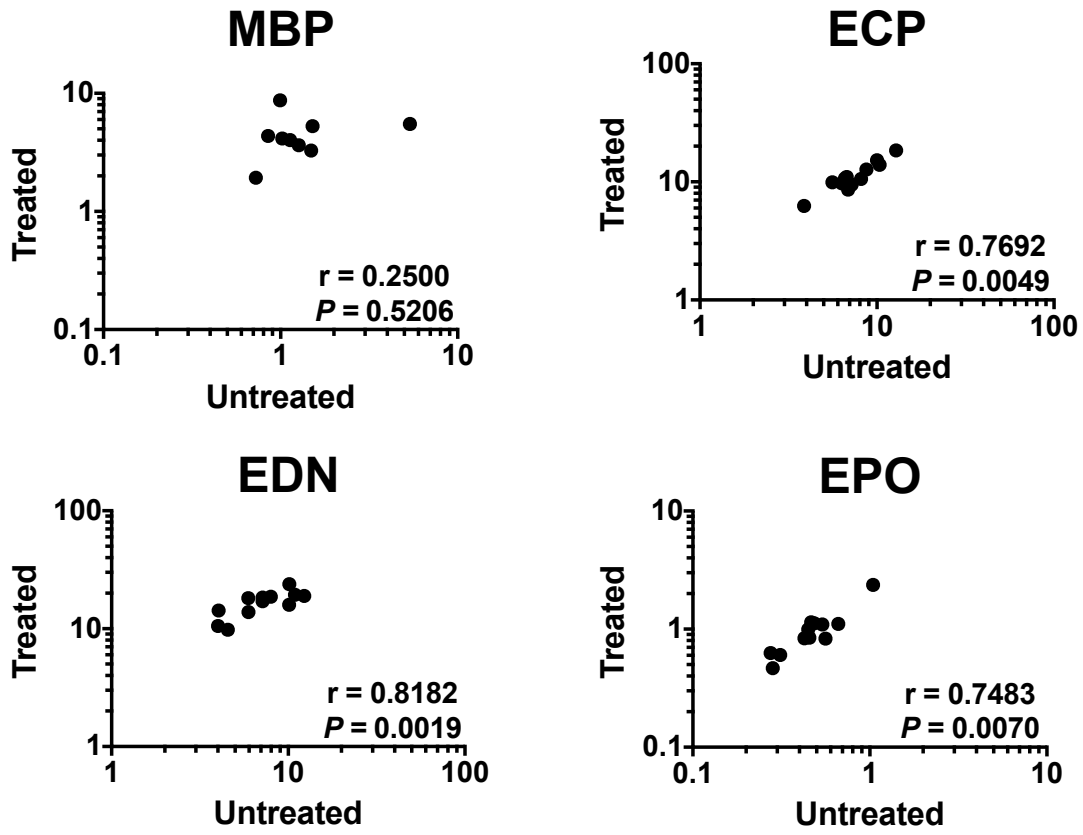 MBP
10
1
0.1
Treated
0.1
1
10
Untreated
r = 0.2500
P = 0.5206
ECP
100
10
1
Treated
1
10
100
Untreated
r = 0.7692
P = 0.0049
EDN
100
10
1
Treated
1
10
100
Untreated
r = 0.8182
P = 0.0019
EPO
10
1
0.1
Treated
0.1
1
10
Untreated
r = 0.7483
P = 0.0070